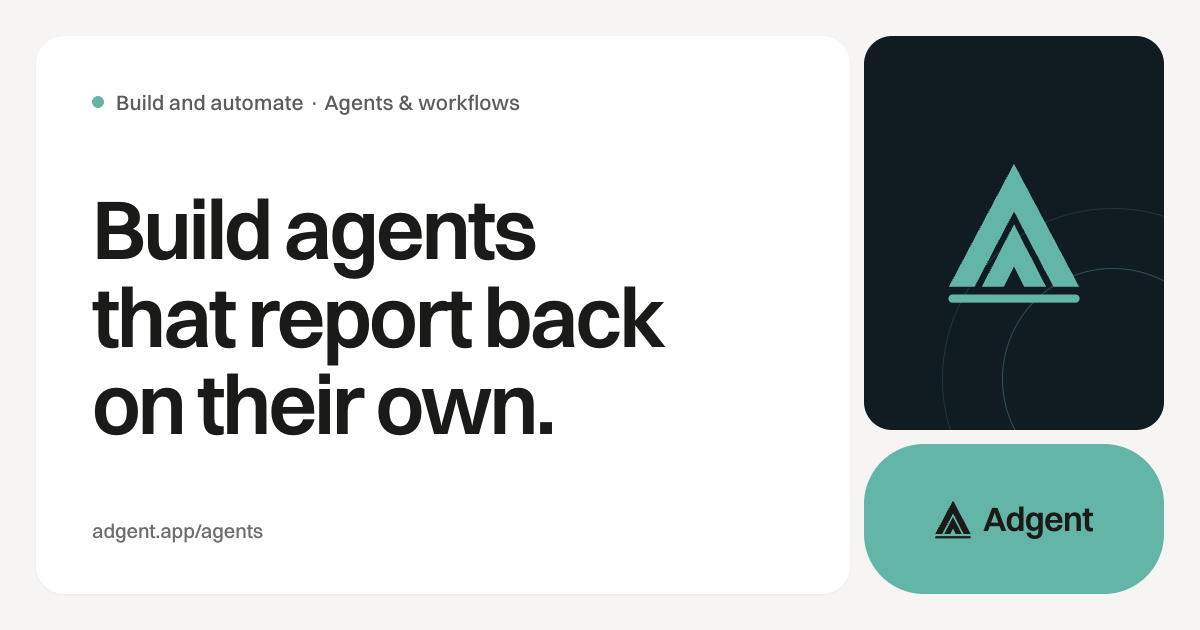 Build and automate · Agents & workflows
Build agents
that report back
on their own.
adgent.app/agents
Adgent